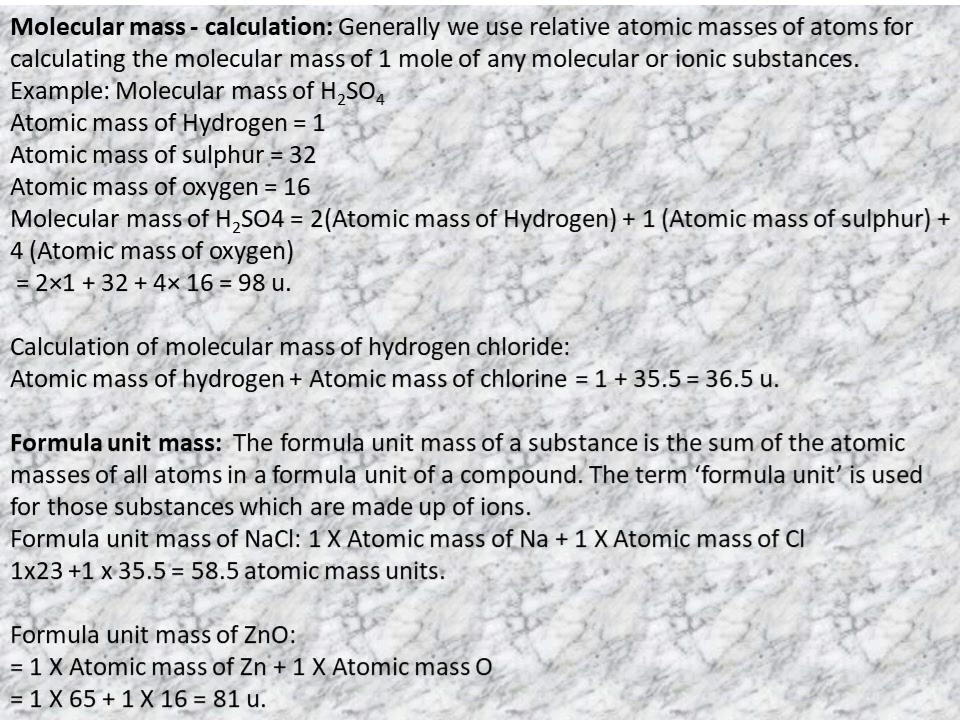 Molecular mass - calculation: Generally we use relative atomic masses of atoms for
calculating the molecular mass of 1 mole of any molecular or ionic substances.
Example: Molecular mass of H₂SO₄
Atomic mass of Hydrogen = 1
Atomic mass of sulphur = 32
Atomic mass of oxygen = 16
Molecular mass of H₂SO4 = 2(Atomic mass of Hydrogen) + 1 (Atomic mass of sulphur) +
4 (Atomic mass of oxygen)
= 2×1 + 32 + 4× 16 = 98 u.
Calculation of molecular mass of hydrogen chloride:
Atomic mass of hydrogen + Atomic mass of chlorine = 1 + 35.5 = 36.5 u.
Formula unit mass: The formula unit mass of a substance is the sum of the atomic
masses of all atoms in a formula unit of a compound. The term ‘formula unit’ is used
for those substances which are made up of ions.
Formula unit mass of NaCl: 1 X Atomic mass of Na + 1 X Atomic mass of Cl
1x23 +1 x 35.5 = 58.5 atomic mass units.
Formula unit mass of ZnO:
= 1 X Atomic mass of Zn + 1 X Atomic mass O
= 1 X 65 + 1 X 16 = 81 u.